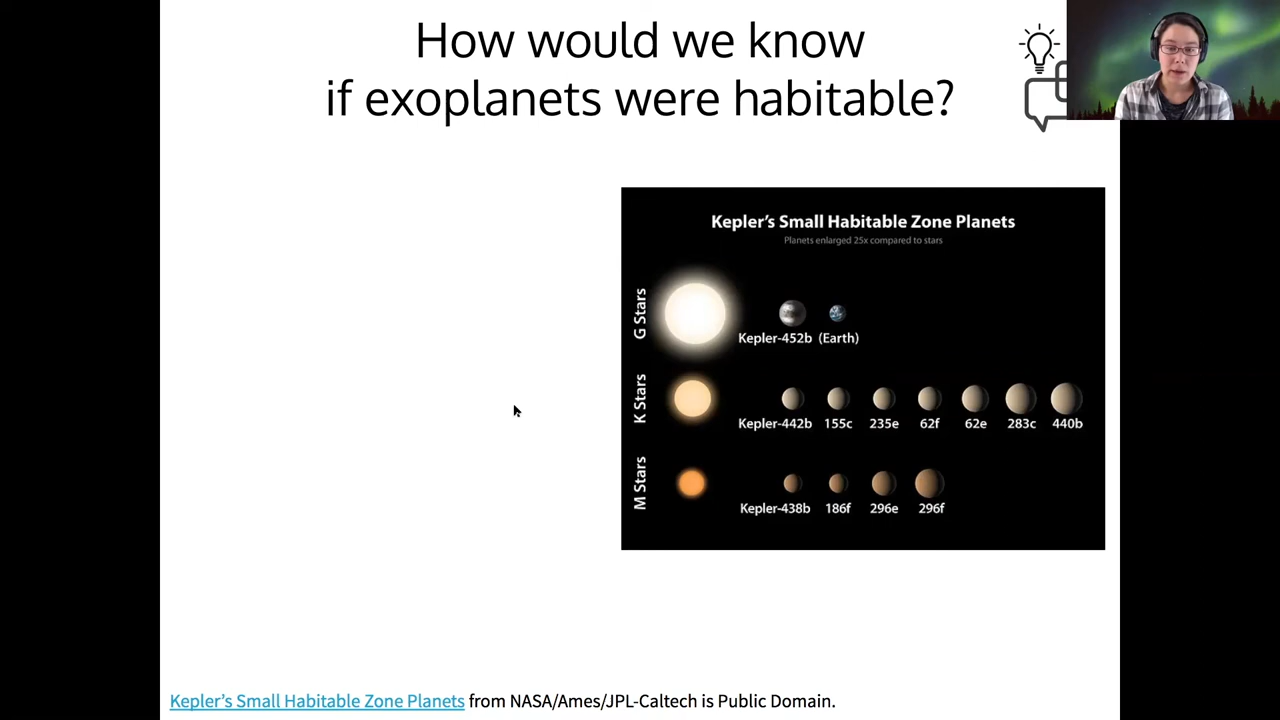 How would we know
if exoplanets were habitable?
Kepler's Small Habitable Zone Planets
Planets enlarged 25x compared to stars
G Stars
Kepler-452b (Earth)
K Stars
Kepler-442b 155c 235e 62f 62e 283c 440b
M Stars
Kepler-438b 186f 296e 296f
Kepler's Small Habitable Zone Planets from NASA/Ames/JPL-Caltech is Public Domain.